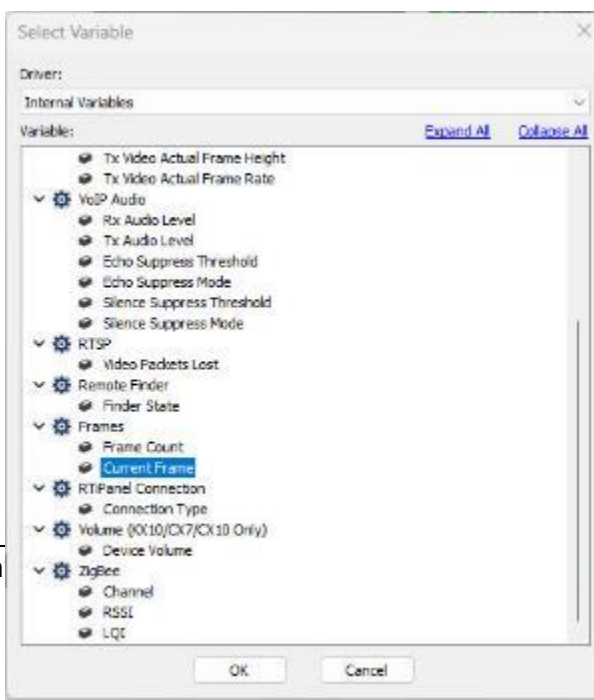 Select Variable
Driver:
Internal Variables
Variable: Expand All Collapse All
Tx Video Actual Frame Height
Tx Video Actual Frame Rate
VoIP Audio
Rx Audio Level
Tx Audio Level
Echo Suppress Threshold
Echo Suppress Mode
Silence Suppress Threshold
Silence Suppress Mode
RTSP
Video Packets Lost
Remote Finder
Finder State
Frames
Frame Count
Current Frame
RTiPanel Connection
Connection Type
Volume (KX10/CX7/CX10 Only)
Device Volume
ZigBee
Channel
RSSI
LQI
OK Cancel